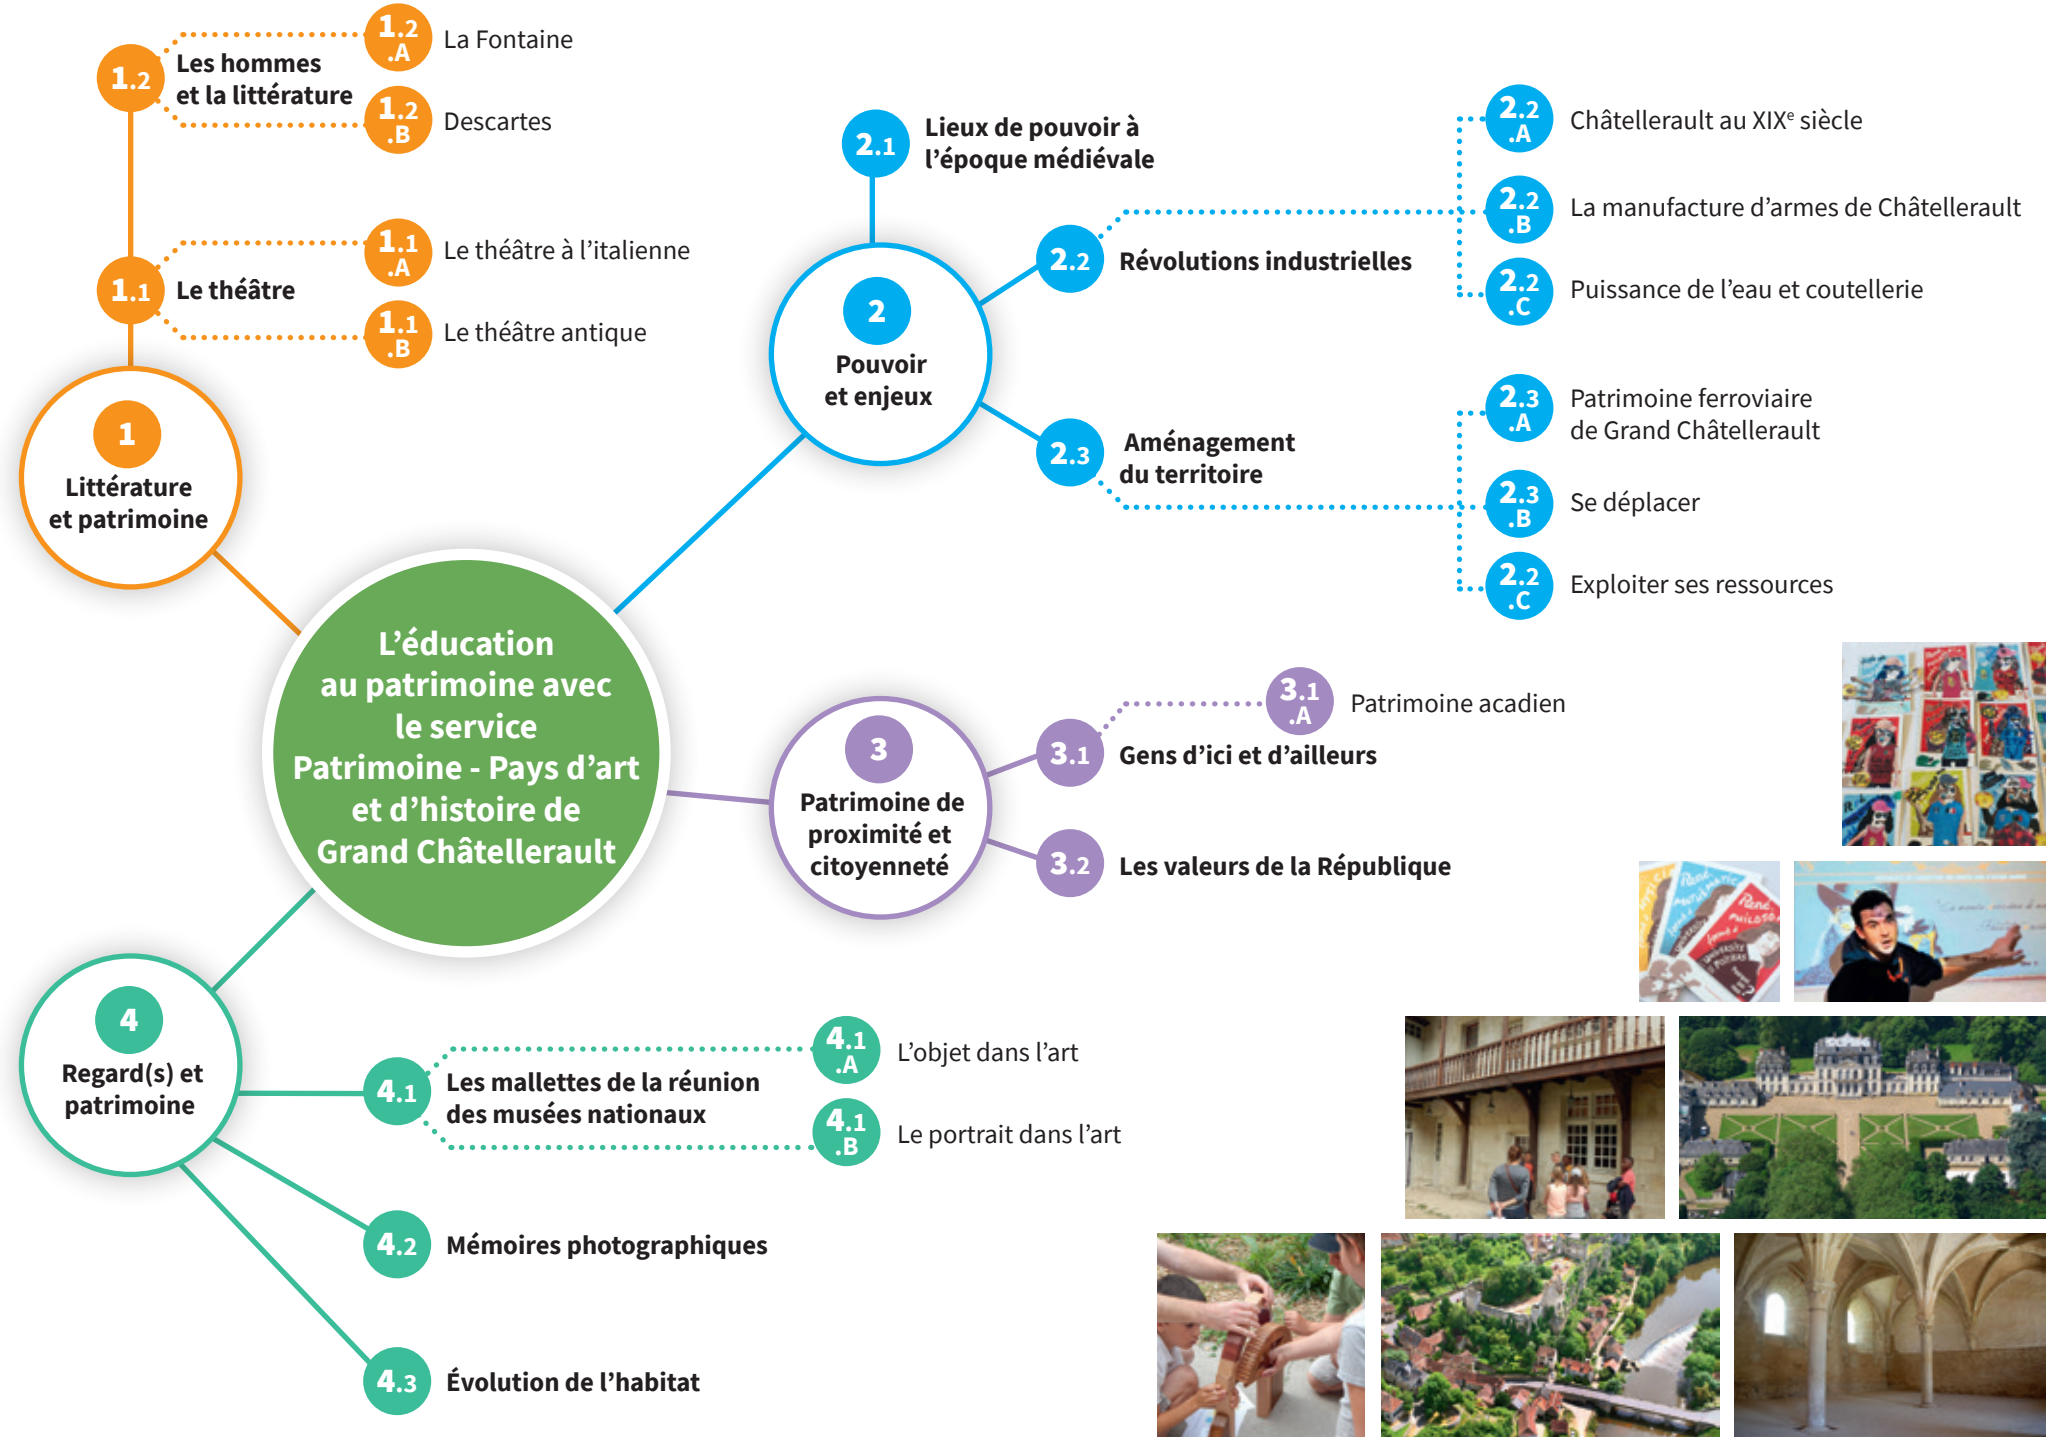 1.2
Les hommes
et la littérature
1.2
.A
La Fontaine
1.2
.B
Descartes
1.1
Le théâtre
1.1
.A
Le théâtre à l'italienne
1.1
.B
Le théâtre antique
1
Littérature
et patrimoine
L'éducation
au patrimoine avec
le service
Patrimoine - Pays d'art
et d'histoire de
Grand Châtellerault
2
Pouvoir
et enjeux
2.1
Lieux de pouvoir à
l'époque médiévale
2.2
Révolutions industrielles
2.2
.A
Châtellerault au XIXe siècle
2.2
.B
La manufacture d'armes de Châtellerault
2.2
.C
Puissance de l'eau et coutellerie
2.3
Aménagement
du territoire
2.3
.A
Patrimoine ferroviaire
de Grand Châtellerault
2.3
.B
Se déplacer
2.2
.C
Exploiter ses ressources
3
Patrimoine de
proximité et
citoyenneté
3.1
Gens d'ici et d'ailleurs
3.1
.A
Patrimoine acadien
3.2
Les valeurs de la République
4
Regard(s) et
patrimoine
4.1
Les mallettes de la réunion
des musées nationaux
4.1
.A
L'objet dans l'art
4.1
.B
Le portrait dans l'art
4.2
Mémoires photographiques
4.3
Évolution de l'habitat
René
René
formé à
UNIVERSITÉ